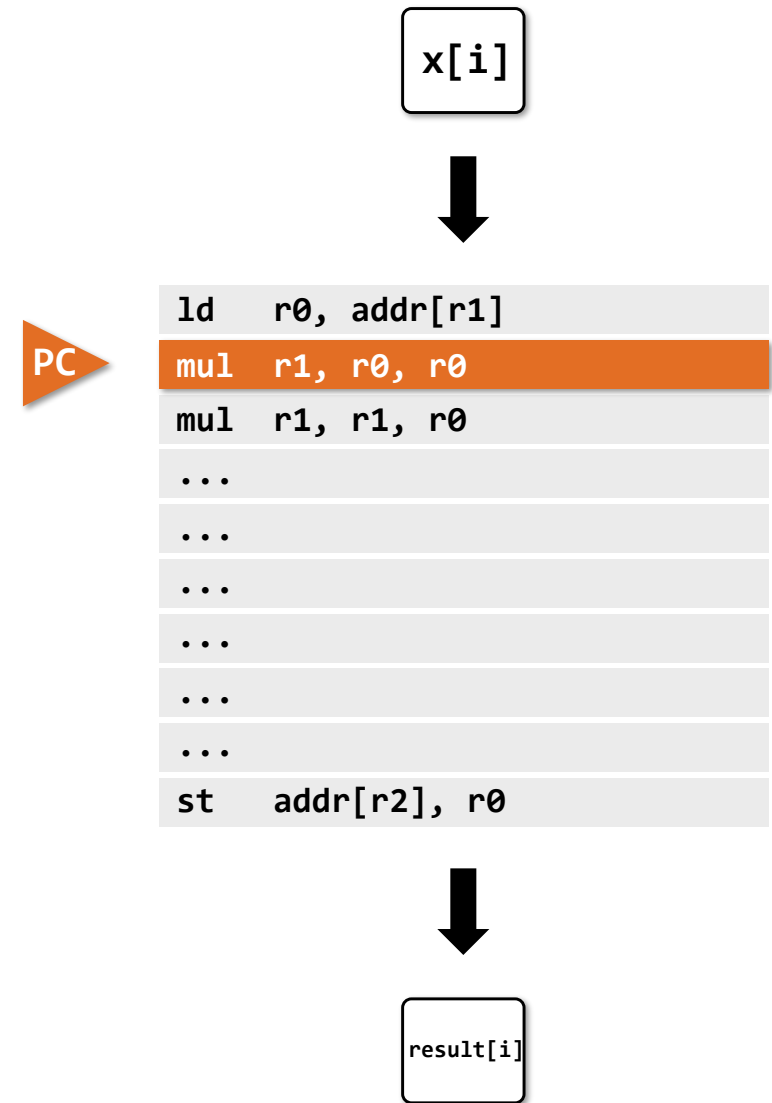 x[i]
ld r0, addr[r1]
PC
mul r1, r0, r0
mul r1, r1, r0
...
...
...
...
...
...
st addr[r2], r0
result[i]